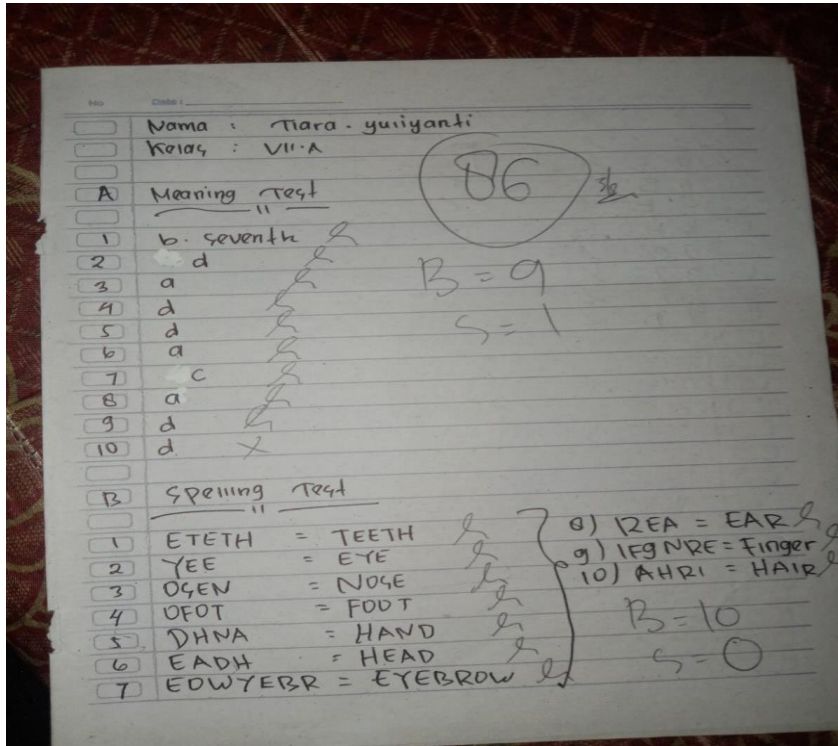 No Date :
Nama : Tiara . yuliyanti
Kelas : VII.A
86
A Meaning Test
1 b. seventh
2 d
3 a
4 d
5 d
6 a
7 c
8 a
9 d
10 d
B = 9
S = 1
B Spelling Test
1 ETETH = TEETH
2 YEE = EYE
3 OSEN = NOSE
4 OFOT = FOOT
5 DHNA = HAND
6 EADH = HEAD
7 EDWYEBR = EYEBROW
8) REA = EAR
9) IFgNRE = Finger
10) AHRI = HAIR
B = 10
S = 0